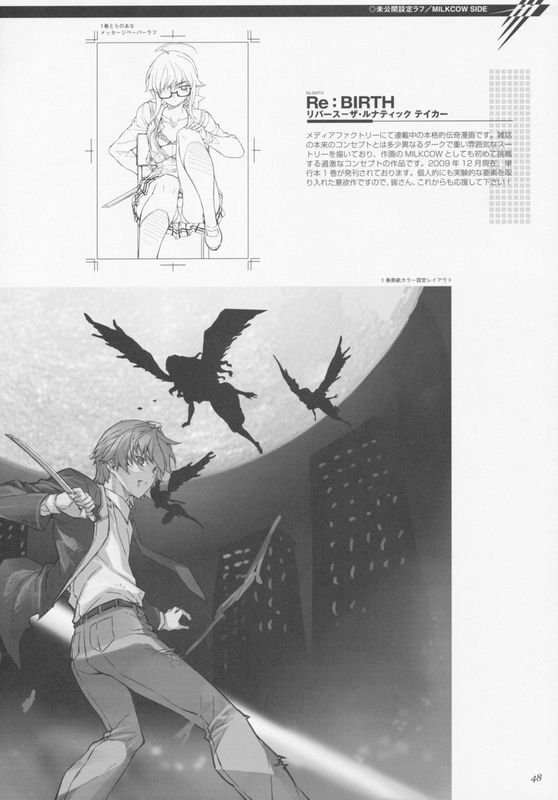 ◎未公開設定ラフ／MILKCOW SIDE
1巻とらのあな
メッセージペーパーラフ
Re:BIRTH
Re：BIRTH
リバースーザ・ルナティック テイカー
メディアファクトリーにて連載中の本格的伝奇漫画です。雑誌
の本来のコンセプトとは多少異なるダークで重い雰囲気なス
ートリーを描いており、作画のMILKCOWとしても初めて挑戦
する過激なコンセプトの作品です。2009年12月現在、単
行本1巻が発刊されております。個人的にも実験的な要素を取
り入れた意欲作ですので、皆さん、これからも応援して下さい！
1巻表紙カラー設定レイアウト
48